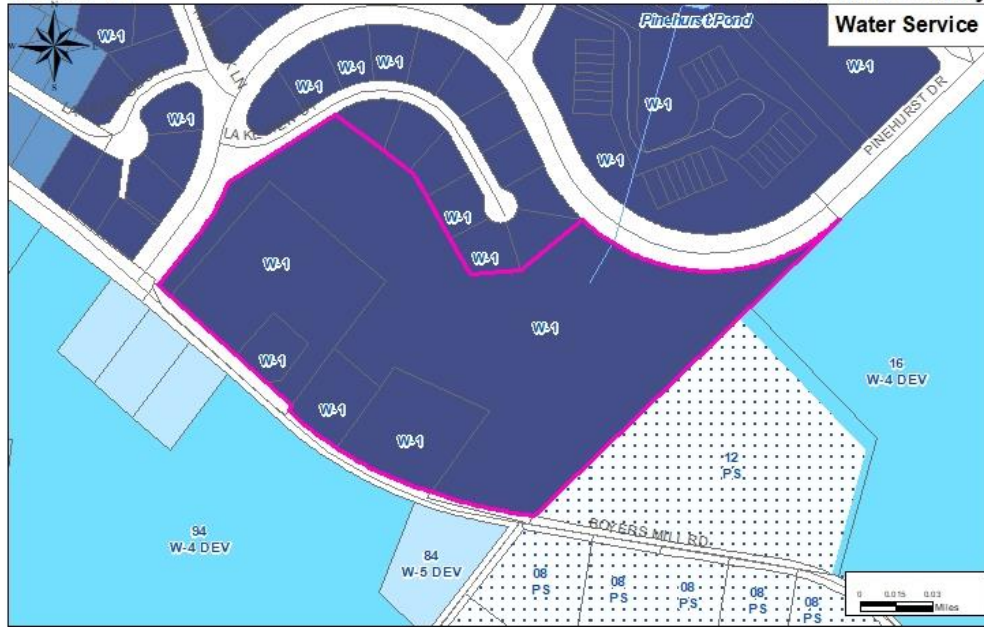 Water Service
Pinehurst Pond
W-1
W-1
W-1
W-1
W-1
W-1
W-1
W-1
PINEHURST DR
W-1
W-1
W-1
W-1
W-1
W-1
W-1
W-1
16
W-4 DEV
12
PS
94
W-4 DEV
84
W-5 DEV
BOYERS MILL RD
08
PS
08
PS
08
PS
08
PS
08
PS
0 0.015 0.03
Miles
N
S